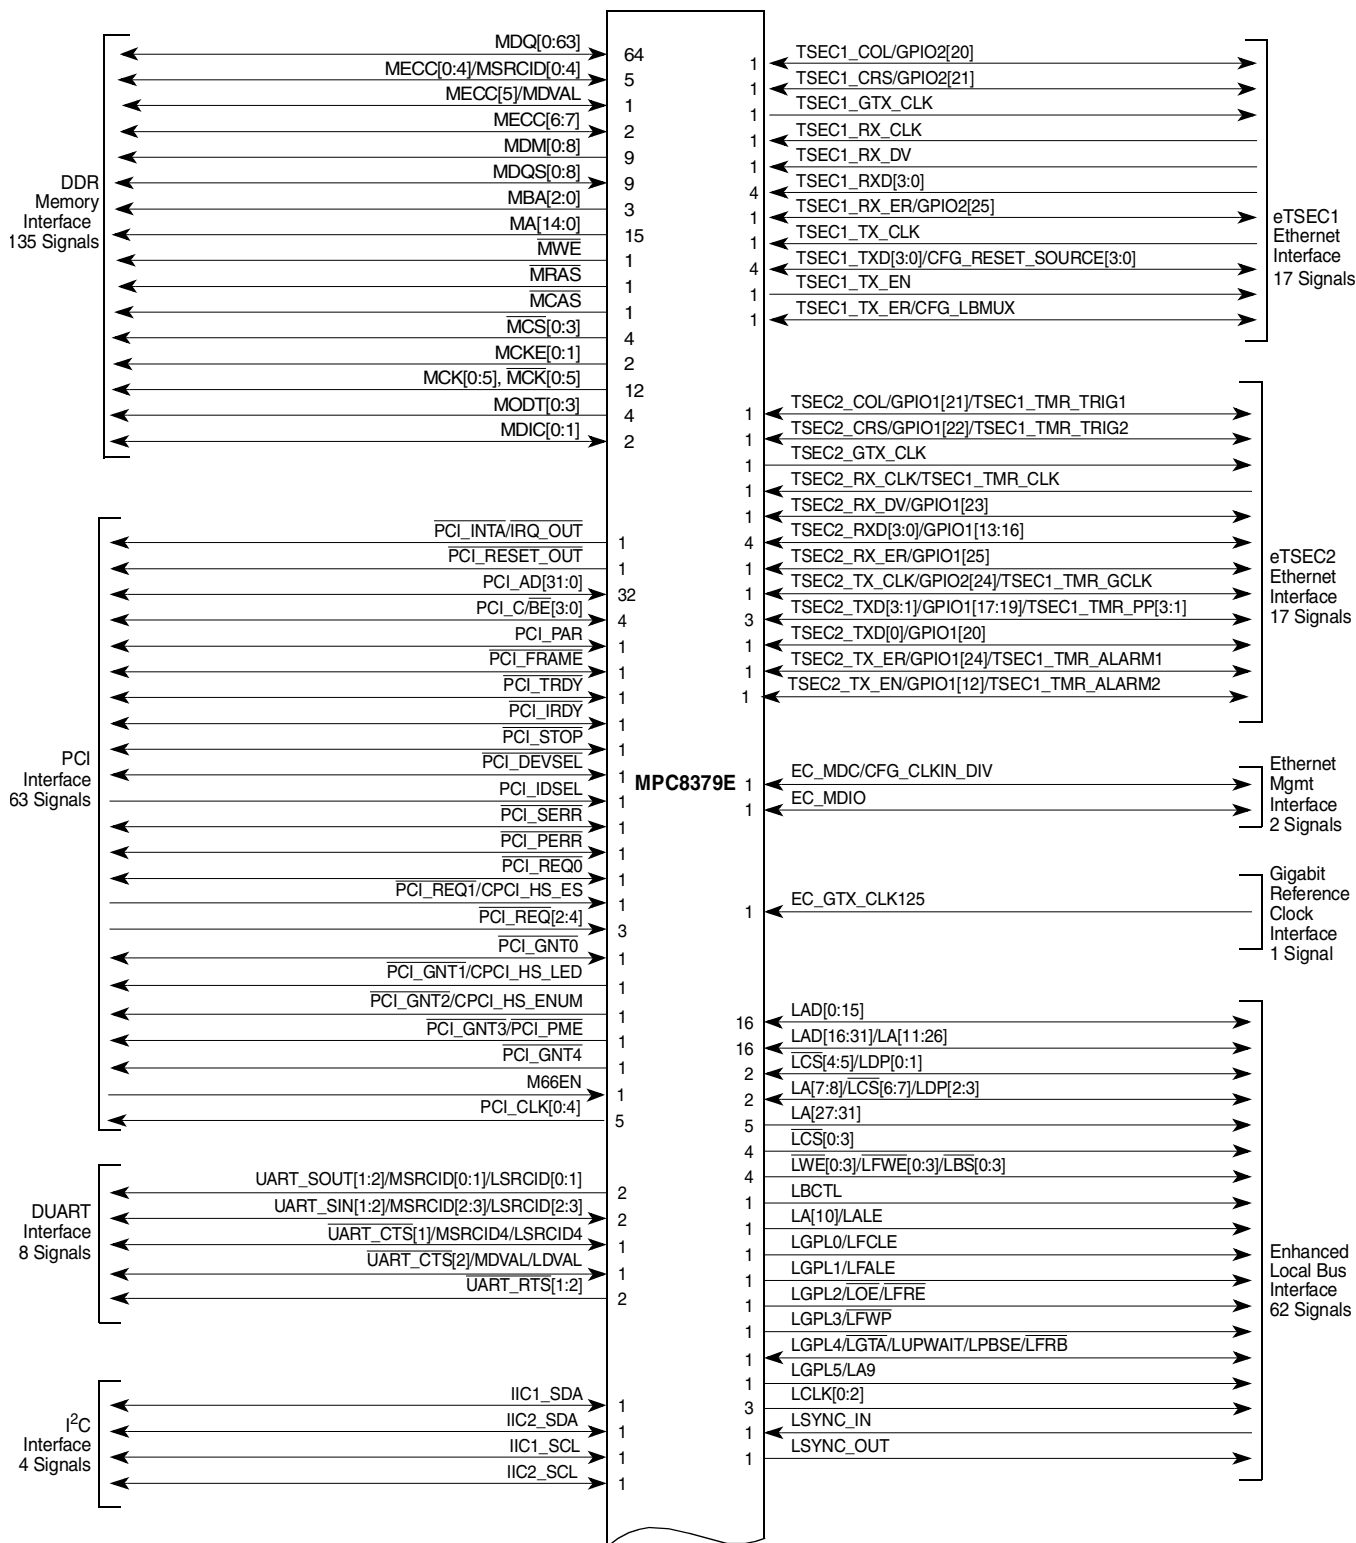 DDR
Memory
Interface
135 Signals
MDQ[0:63] 64
MECC[0:4]/MSRCID[0:4] 5
MECC[5]/MDVAL 1
MECC[6:7] 2
MDM[0:8] 9
MDQS[0:8] 9
MBA[2:0] 3
MA[14:0] 15
MWE 1
MRAS 1
MCAS 1
MCS[0:3] 4
MCKE[0:1] 2
MCK[0:5], MCK[0:5] 12
MODT[0:3] 4
MDIC[0:1] 2
PCI
Interface
63 Signals
PCI_INTA/IRQ_OUT 1
PCI_RESET_OUT 1
PCI_AD[31:0] 32
PCI_C/BE[3:0] 4
PCI_PAR 1
PCI_FRAME 1
PCI_TRDY 1
PCI_IRDY 1
PCI_STOP 1
PCI_DEVSEL 1
PCI_IDSEL 1
PCI_SERR 1
PCI_PERR 1
PCI_REQ0 1
PCI_REQ1/CPCI_HS_ES 1
PCI_REQ[2:4] 3
PCI_GNT0 1
PCI_GNT1/CPCI_HS_LED 1
PCI_GNT2/CPCI_HS_ENUM 1
PCI_GNT3/PCI_PME 1
PCI_GNT4 1
M66EN 1
PCI_CLK[0:4] 5
DUART
Interface
8 Signals
UART_SOUT[1:2]/MSRCID[0:1]/LSRCID[0:1] 2
UART_SIN[1:2]/MSRCID[2:3]/LSRCID[2:3] 2
UART_CTS[1]/MSRCID4/LSRCID4 1
UART_CTS[2]/MDVAL/LDVAL 1
UART_RTS[1:2] 2
I2C
Interface
4 Signals
IIC1_SDA 1
IIC2_SDA 1
IIC1_SCL 1
IIC2_SCL 1
MPC8379E
1 TSEC1_COL/GPIO2[20]
1 TSEC1_CRS/GPIO2[21]
1 TSEC1_GTX_CLK
1 TSEC1_RX_CLK
1 TSEC1_RX_DV
4 TSEC1_RXD[3:0]
1 TSEC1_RX_ER/GPIO2[25]
1 TSEC1_TX_CLK
4 TSEC1_TXD[3:0]/CFG_RESET_SOURCE[3:0]
1 TSEC1_TX_EN
1 TSEC1_TX_ER/CFG_LBMUX
eTSEC1
Ethernet
Interface
17 Signals
1 TSEC2_COL/GPIO1[21]/TSEC1_TMR_TRIG1
1 TSEC2_CRS/GPIO1[22]/TSEC1_TMR_TRIG2
1 TSEC2_GTX_CLK
1 TSEC2_RX_CLK/TSEC1_TMR_CLK
1 TSEC2_RX_DV/GPIO1[23]
4 TSEC2_RXD[3:0]/GPIO1[13:16]
1 TSEC2_RX_ER/GPIO1[25]
1 TSEC2_TX_CLK/GPIO2[24]/TSEC1_TMR_GCLK
3 TSEC2_TXD[3:1]/GPIO1[17:19]/TSEC1_TMR_PP[3:1]
1 TSEC2_TXD[0]/GPIO1[20]
1 TSEC2_TX_ER/GPIO1[24]/TSEC1_TMR_ALARM1
1 TSEC2_TX_EN/GPIO1[12]/TSEC1_TMR_ALARM2
eTSEC2
Ethernet
Interface
17 Signals
1 EC_MDC/CFG_CLKIN_DIV
1 EC_MDIO
Ethernet
Mgmt
Interface
2 Signals
1 EC_GTX_CLK125
Gigabit
Reference
Clock
Interface
1 Signal
16 LAD[0:15]
16 LAD[16:31]/LA[11:26]
2 LCS[4:5]/LDP[0:1]
2 LA[7:8]/LCS[6:7]/LDP[2:3]
5 LA[27:31]
4 LCS[0:3]
4 LWE[0:3]/LFWE[0:3]/LBS[0:3]
1 LBCTL
1 LA[10]/LALE
1 LGPL0/LFCLE
1 LGPL1/LFALE
1 LGPL2/LOE/LFRE
1 LGPL3/LFWP
1 LGPL4/LGTA/LUPWAIT/LPBSE/LFRB
1 LGPL5/LA9
3 LCLK[0:2]
1 LSYNC_IN
1 LSYNC_OUT
Enhanced
Local Bus
Interface
62 Signals